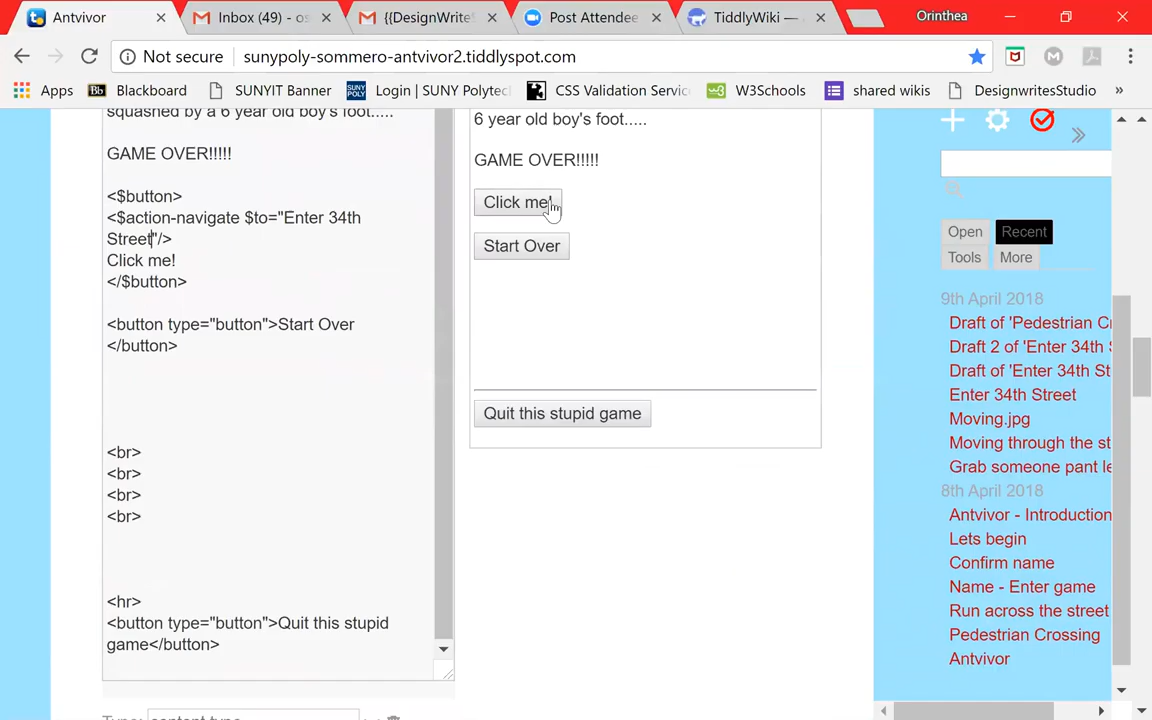 Antvivor
Inbox (49) - os
{{DesignWrite
Post Attendee
TiddlyWiki —
Orinthea
Not secure
sunypoly-sommero-antvivor2.tiddlyspot.com
Apps
Bb
Blackboard
SUNYIT Banner
SUNY POLY
Login | SUNY Polytec
CSS Validation Servic
W3Schools
shared wikis
DesignwritesStudio
»
squashed by a 6 year old boy's foot.....
GAME OVER!!!!!
<$button>
<$action-navigate $to="Enter 34th
Street"/>
Click me!
</$button>
<button type="button">Start Over
</button>
<br>
<br>
<br>
<br>
<hr>
<button type="button">Quit this stupid
game</button>
6 year old boy's foot.....
GAME OVER!!!!!
Click me!
Start Over
Quit this stupid game
Open
Recent
Tools
More
9th April 2018
Draft of 'Pedestrian C
Draft 2 of 'Enter 34th
Draft of 'Enter 34th St
Enter 34th Street
Moving.jpg
Moving through the st
Grab someone pant le
8th April 2018
Antvivor - Introduction
Lets begin
Confirm name
Name - Enter game
Run across the street
Pedestrian Crossing
Antvivor